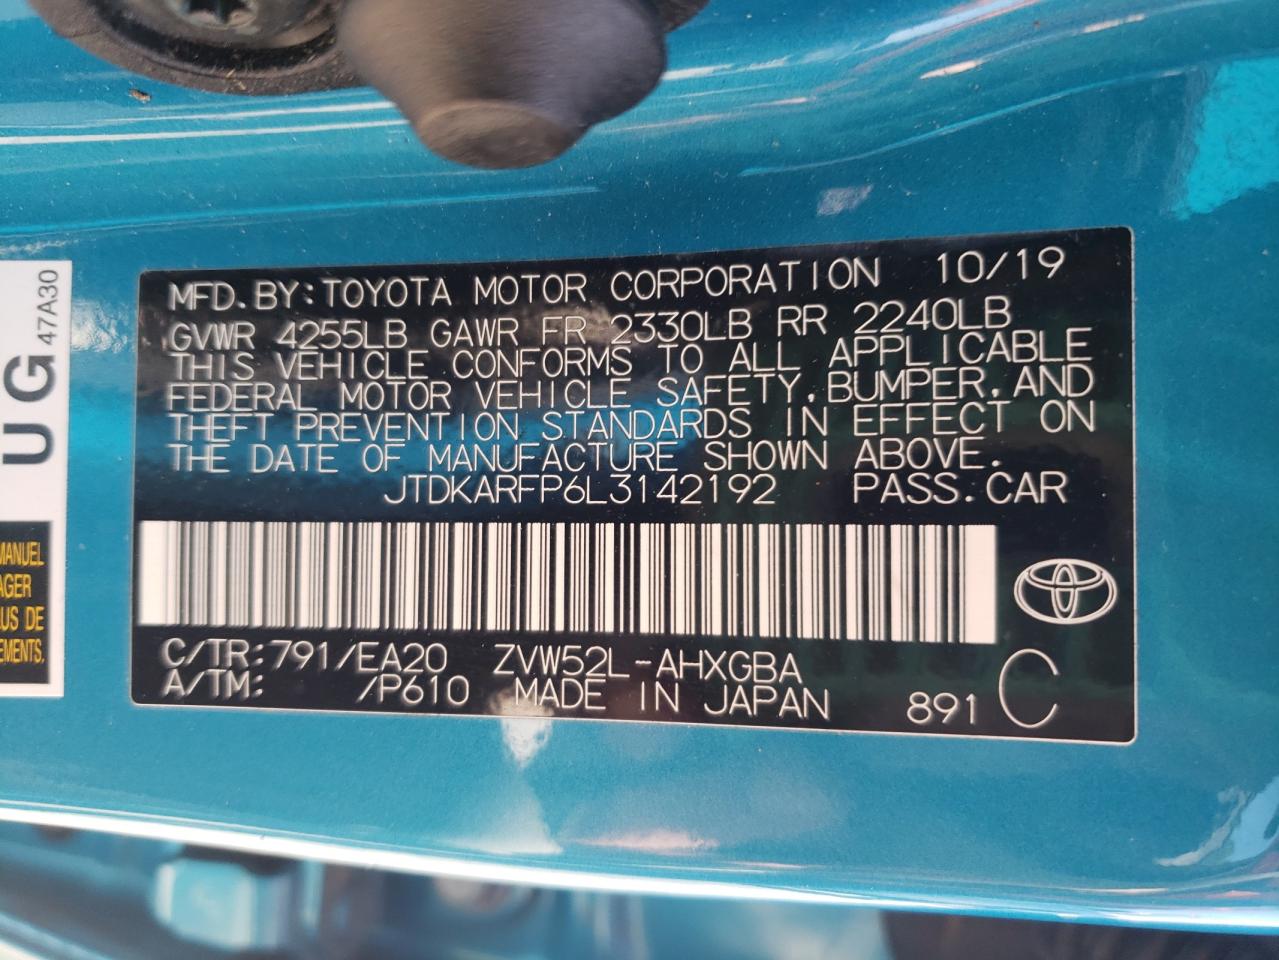 MFD.BY:TOYOTA MOTOR CORPORATION 10/19
GVWR 4255LB GAWR FR 2330LB RR 2240LB
THIS VEHICLE CONFORMS TO ALL APPLICABLE
FEDERAL MOTOR VEHICLE SAFETY,BUMPER,AND
THEFT PREVENTION STANDARDS IN EFFECT ON
THE DATE OF MANUFACTURE SHOWN ABOVE.
JTDKARFP6L3142192 PASS.CAR
C/TR:791/EA20 ZVW52L-AHXGBA
A/TM: /P610 MADE IN JAPAN 891 C
UG
47A30
MANUEL
AGER
US DE
EMENTS.